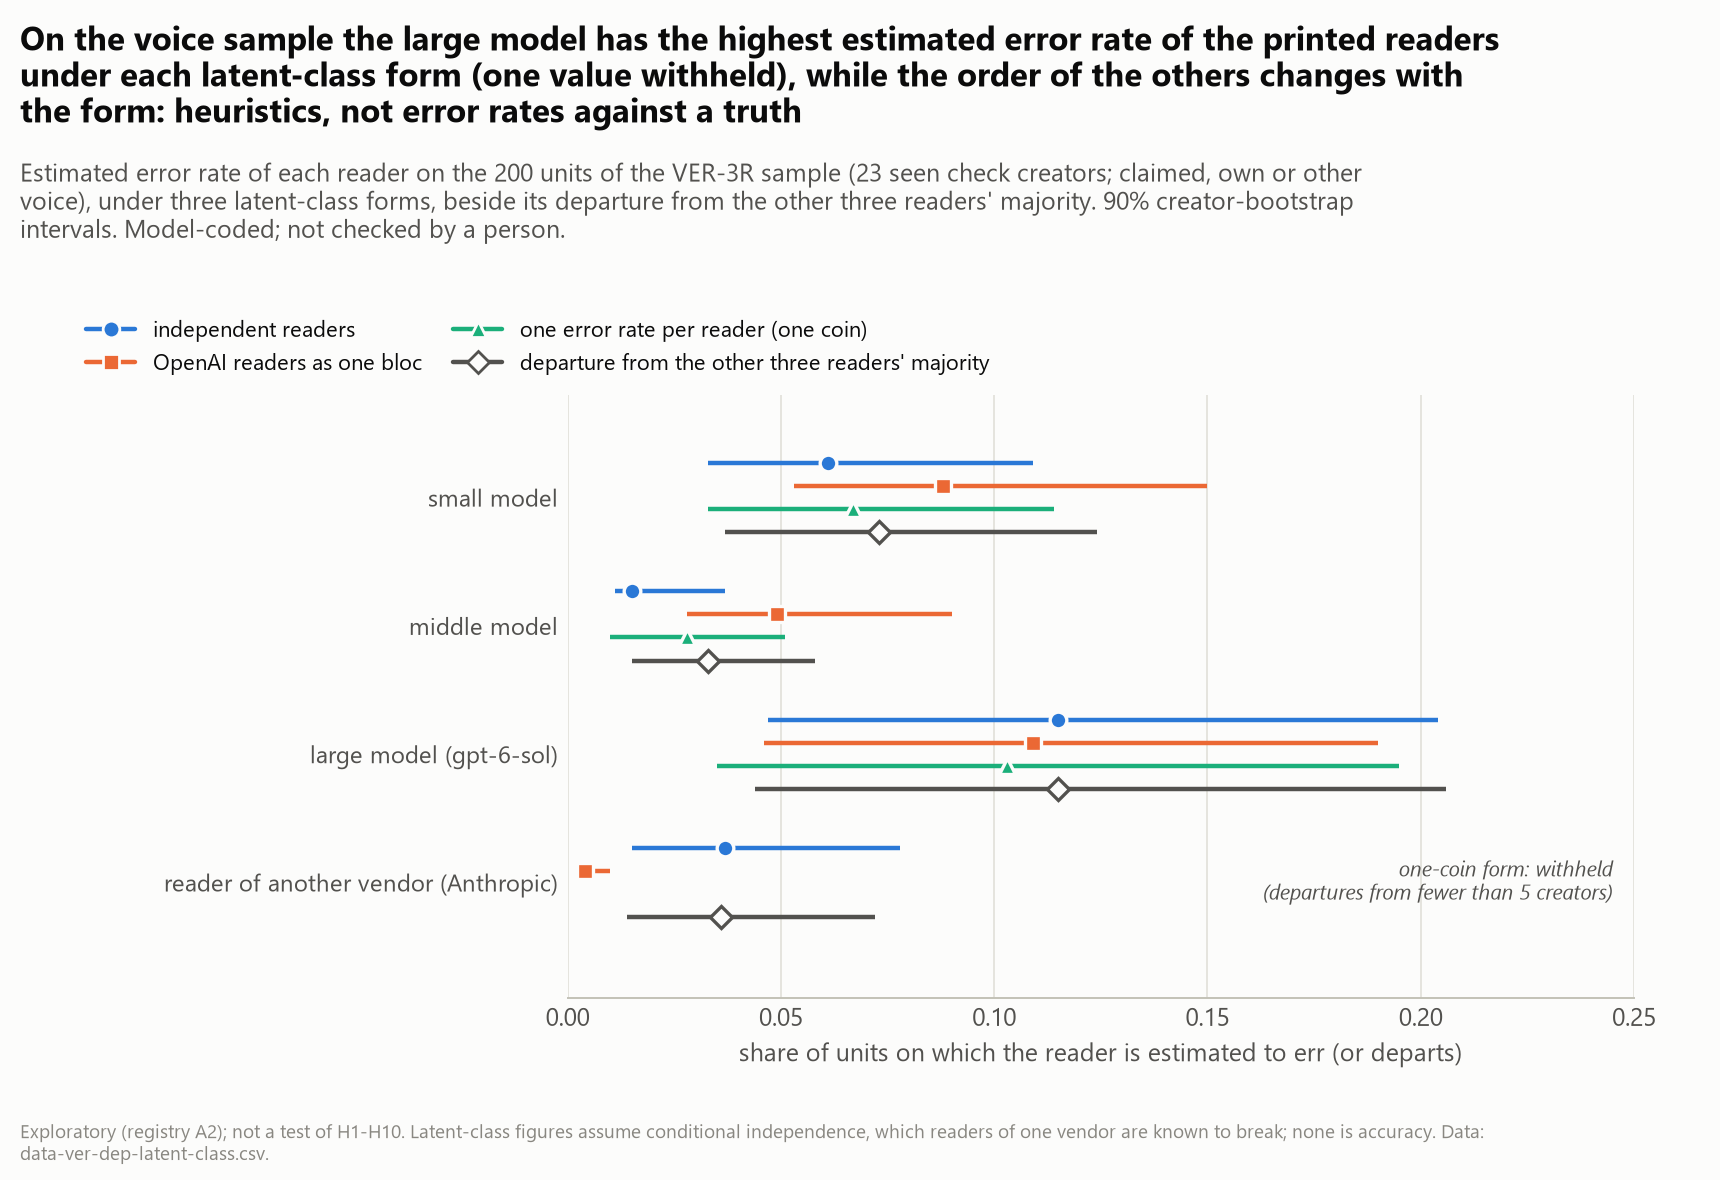 On the voice sample the large model has the highest estimated error rate of the printed readers
under each latent-class form (one value withheld), while the order of the others changes with
the form: heuristics, not error rates against a truth
Estimated error rate of each reader on the 200 units of the VER-3R sample (23 seen check creators; claimed, own or other
voice), under three latent-class forms, beside its departure from the other three readers' majority. 90% creator-bootstrap
intervals. Model-coded; not checked by a person.
independent readers
OpenAI readers as one bloc
one error rate per reader (one coin)
departure from the other three readers' majority
small model
middle model
large model (gpt-6-sol)
reader of another vendor (Anthropic)
one-coin form: withheld
(departures from fewer than 5 creators)
0.00 0.05 0.10 0.15 0.20 0.25
share of units on which the reader is estimated to err (or departs)
Exploratory (registry A2); not a test of H1-H10. Latent-class figures assume conditional independence, which readers of one vendor are known to break; none is accuracy. Data:
data-ver-dep-latent-class.csv.